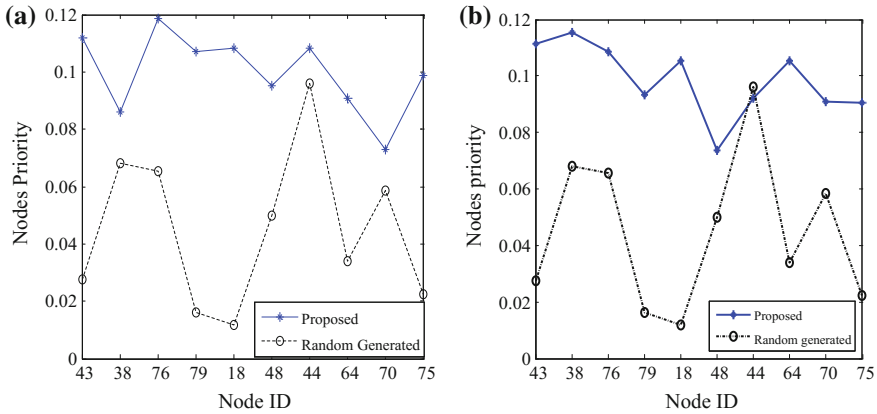 (a)
0.12
0.1
0.08
0.06
0.04
0.02
0
Nodes Priority
43 38 76 79 18 48 44 64 70 75
Node ID
Proposed
Random Generated
(b)
0.12
0.1
0.08
0.06
0.04
0.02
0
Nodes priority
43 38 76 79 18 48 44 64 70 75
Node ID
Proposed
Random generated